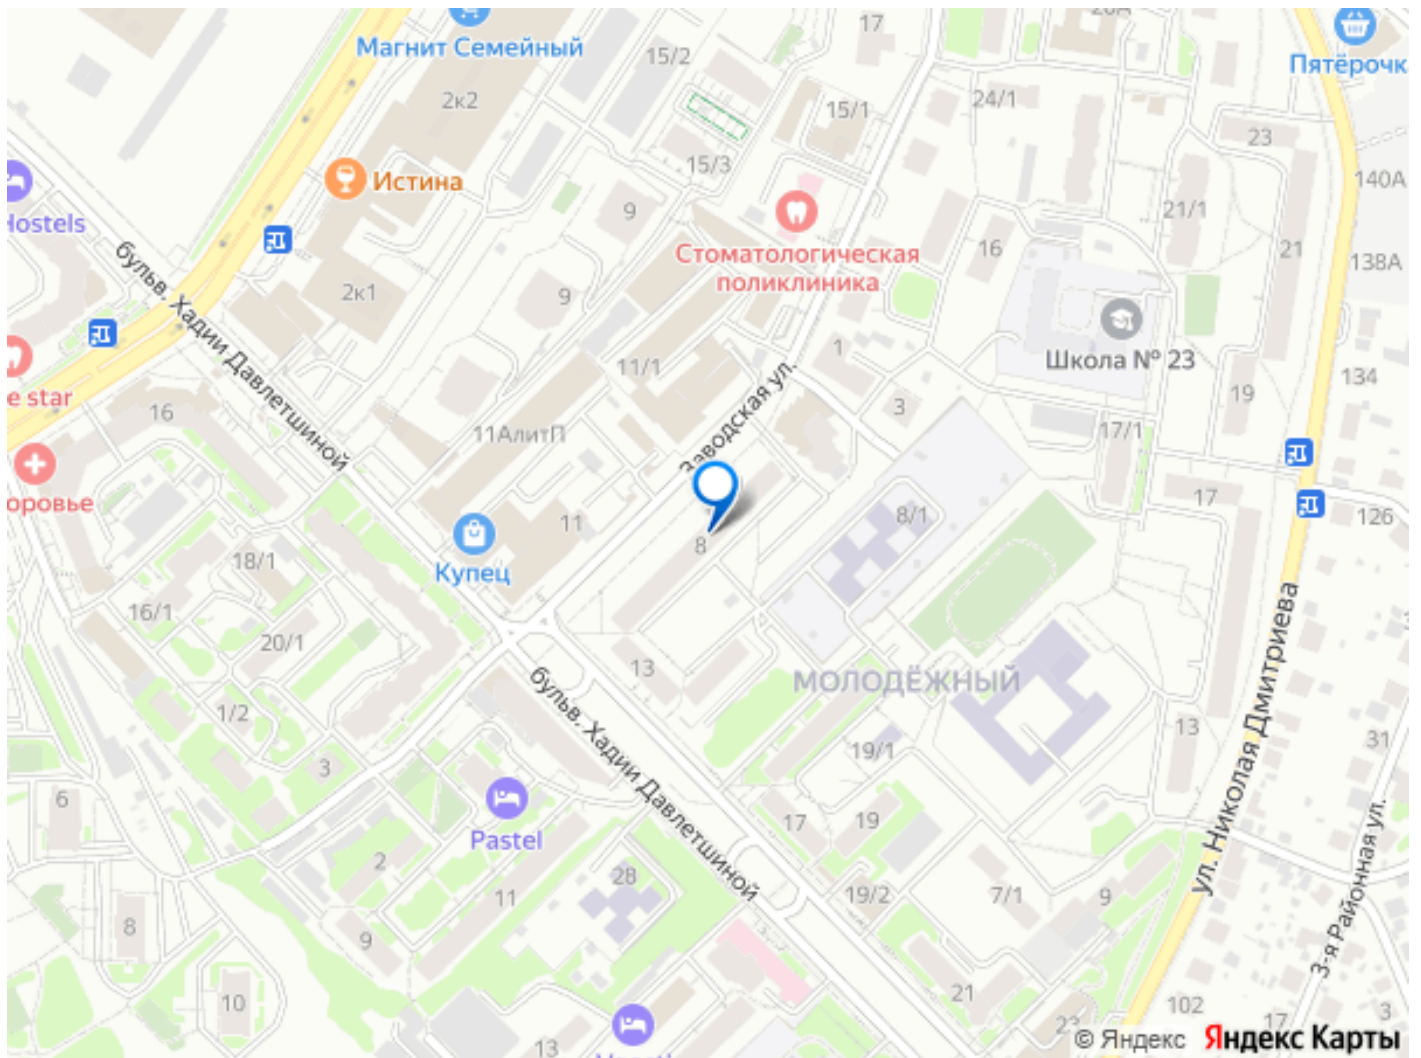 17
Магнит Семейный
15/2
Пятёрочк
2к2
24/1
15/1
23
Истина
15/3
140А
Hostels
9
21/1
Стоматологическая
поликлиника
16
21
138А
бульв. Хадии Давлетшиной
2к1
9
1
Школа № 23
11/1
134
e star
16
Заводская ул.
3
19
11АлитП
17/1
оровье
17
126
11
8/1
8
Купец
18/1
16/1
20/1
13
МОЛОДЁЖНЫЙ
бульв. Хадии Давлетшиной
ул. Николая Дмитриева
1/2
19/1
13
31
3
6
Pastel
2
17
19
28
11
19/2
7/1
9
3-я Районная ул.
8
9
10
21
102
3
23
17
13
© Яндекс
Яндекс Карты